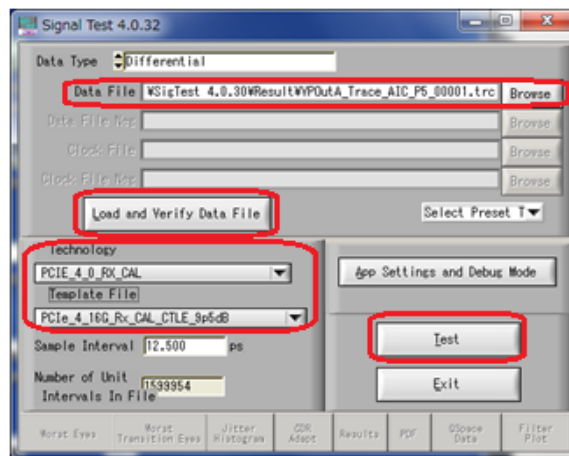 Signal Test 4.0.32
Data Type Differential
Data File ¥SigTest 4.0.30¥Result¥YPOutA_Trace_AIC_P5_00001.trc Browse
Data File Neg Browse
Clock File Browse
Clock File Neg Browse
Load and Verify Data File Select Preset T
Technology
PCIE_4_0_RX_CAL App Settings and Debug Mode
Template File
PCIe_4_16G_Rx_CAL_CTLE_9p5dB
Sample Interval 12.500 ps Test
Number of Unit
Intervals In File 1599954 Exit
Worst Eyes Worst Transition Eyes Jitter Histogram CDR Adapt Results PDF QSpace Data Filter Plot